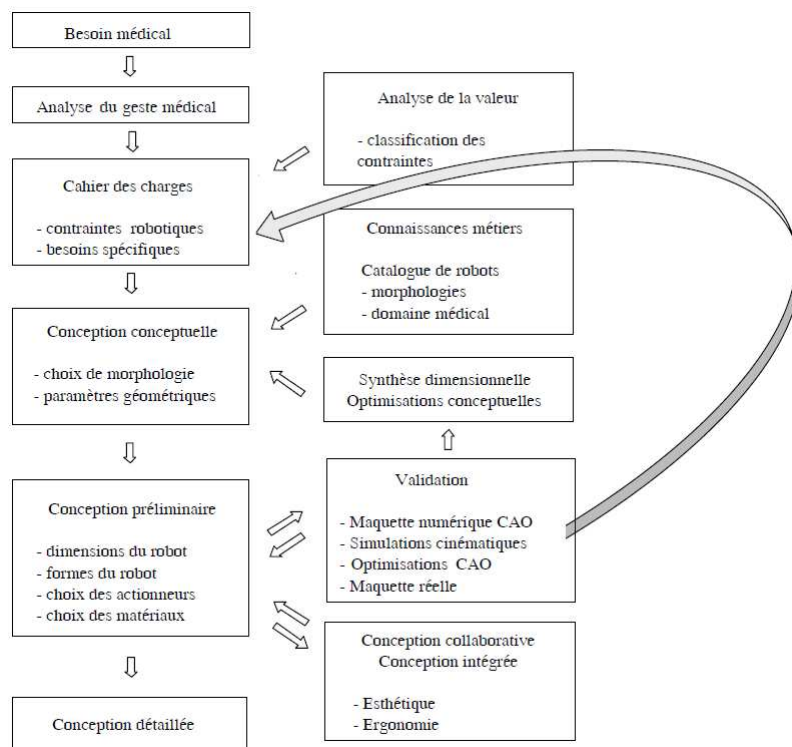 Besoin médical
Analyse du geste médical
Analyse de la valeur
- classification des
contraintes
Cahier des charges
- contraintes robotiques
- besoins spécifiques
Connaissances métiers
Catalogue de robots
- morphologies
- domaine médical
Conception conceptuelle
- choix de morphologie
- paramètres géométriques
Synthèse dimensionnelle
Optimisations conceptuelles
Conception préliminaire
- dimensions du robot
- formes du robot
- choix des actionneurs
- choix des matériaux
Validation
- Maquette numérique CAO
- Simulations cinématiques
- Optimisations CAO
- Maquette réelle
Conception collaborative
Conception intégrée
- Esthétique
- Ergonomie
Conception détaillée